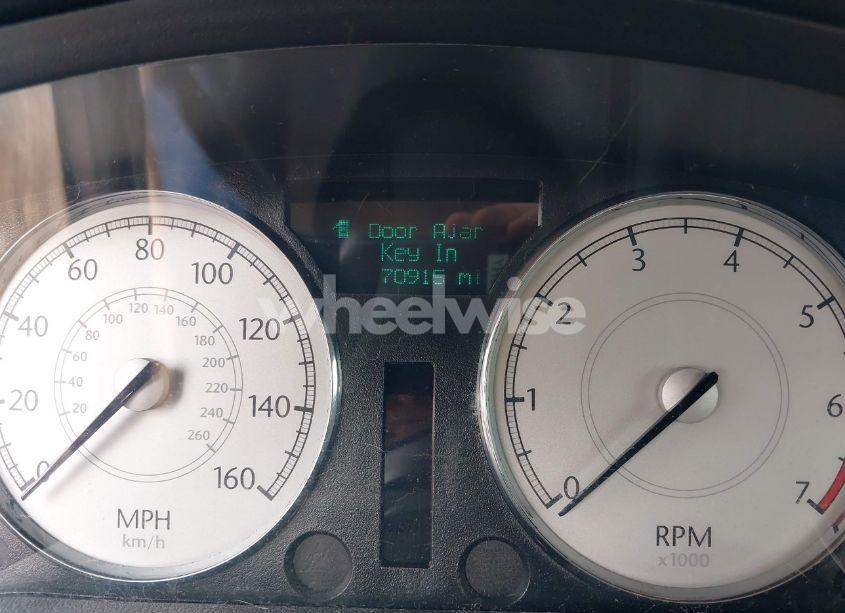 Door Ajar
Key In
70915 mi
wheelwise
0 20 40 60 80 100 120 140 160
20 40 60 80 100 120 140 160 180 200 220 240 260
MPH
km/h
0 1 2 3 4 5 6 7
RPM
x1000